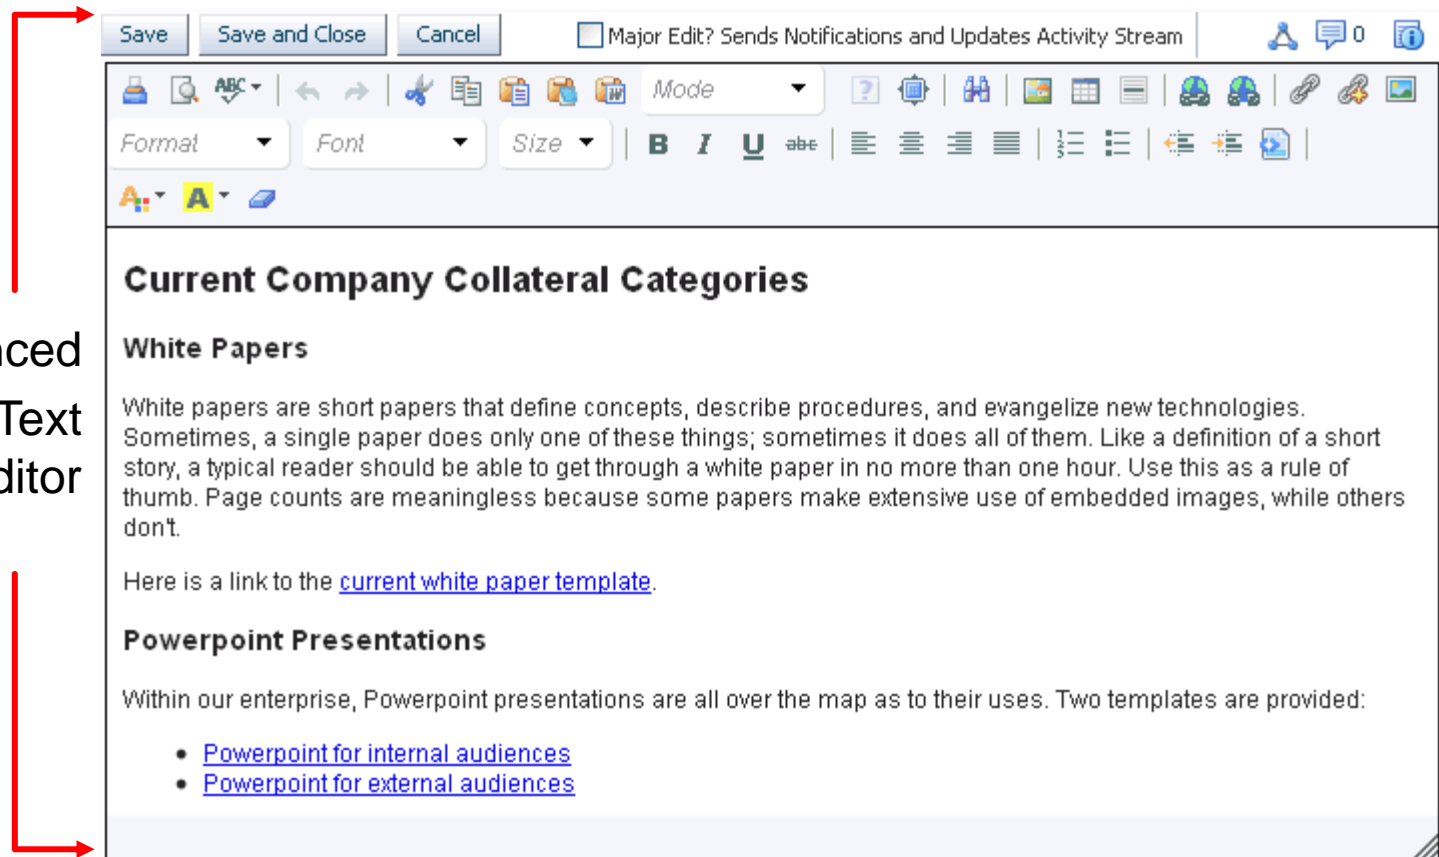 Save Save and Close Cancel Major Edit? Sends Notifications and Updates Activity Stream 0
ABC Mode
Format Font Size B I U abc
A A
nced
Text
ditor
Current Company Collateral Categories
White Papers
White papers are short papers that define concepts, describe procedures, and evangelize new technologies.
Sometimes, a single paper does only one of these things; sometimes it does all of them. Like a definition of a short
story, a typical reader should be able to get through a white paper in no more than one hour. Use this as a rule of
thumb. Page counts are meaningless because some papers make extensive use of embedded images, while others
don't.
Here is a link to the current white paper template.
Powerpoint Presentations
Within our enterprise, Powerpoint presentations are all over the map as to their uses. Two templates are provided:
• Powerpoint for internal audiences
• Powerpoint for external audiences